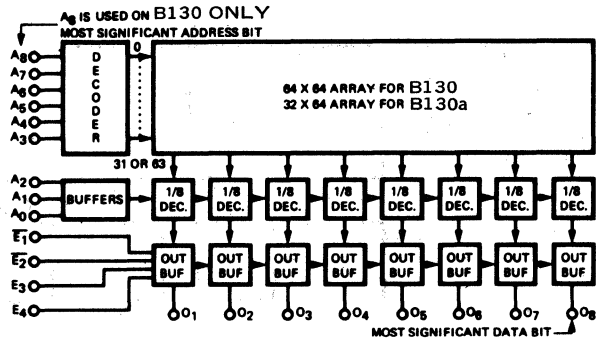 A8 IS USED ON B130 ONLY
MOST SIGNIFICANT ADDRESS BIT
A8
A7
A6
A5
A4
A3
DECODER
0
31 OR 63
64 X 64 ARRAY FOR B130
32 X 64 ARRAY FOR B130a
A2
A1
A0
BUFFERS
1/8 DEC. 1/8 DEC. 1/8 DEC. 1/8 DEC. 1/8 DEC. 1/8 DEC. 1/8 DEC. 1/8 DEC.
E̅1
E̅2
E3
E4
OUT BUF OUT BUF OUT BUF OUT BUF OUT BUF OUT BUF OUT BUF OUT BUF
O1 O2 O3 O4 O5 O6 O7 O8
MOST SIGNIFICANT DATA BIT